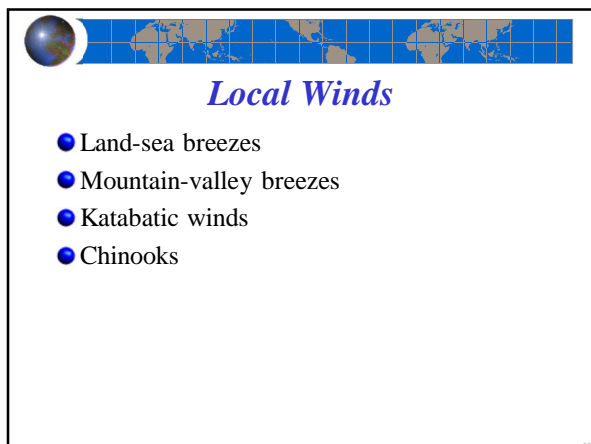 Local Winds
Land-sea breezes
Mountain-valley breezes
Katabatic winds
Chinooks